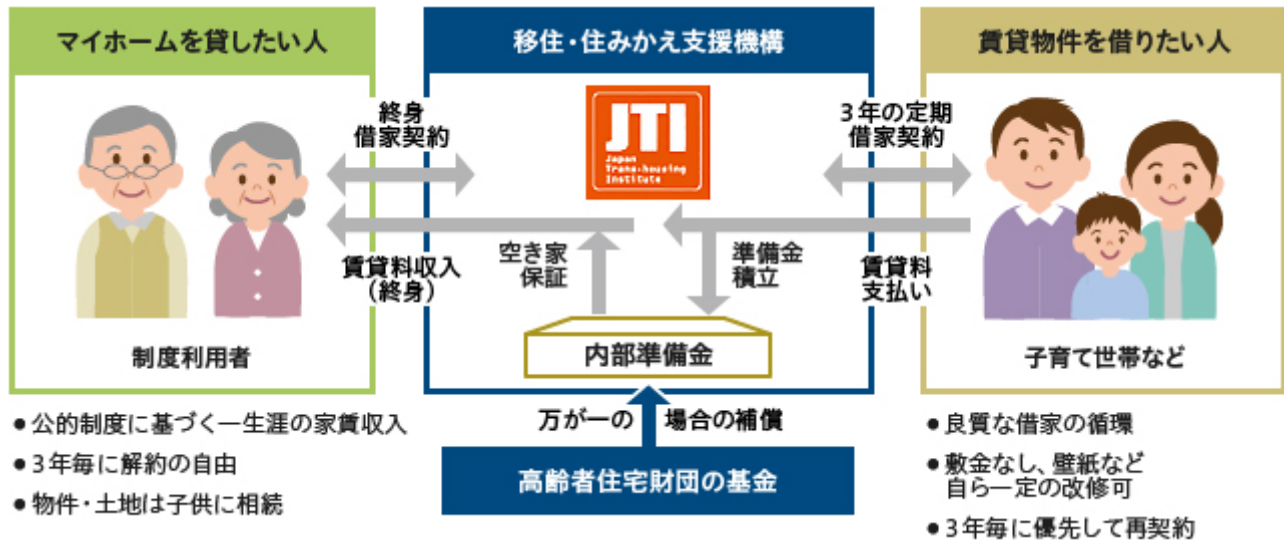 マイホームを貸したい人
移住・住みかえ支援機構
賃貸物件を借りたい人
終身
借家契約
JTI
Japan
Trans-housing
Institute
3年の定期
借家契約
賃貸料収入
(終身)
空き家
保証
準備金
積立
賃貸料
支払い
制度利用者
内部準備金
子育て世帯など
万が一の 場合の補償
高齢者住宅財団の基金
● 公的制度に基づく一生涯の家賃収入
● 3年毎に解約の自由
● 物件・土地は子供に相続
● 良質な借家の循環
● 敷金なし、壁紙など
自ら一定の改修可
● 3年毎に優先して再契約